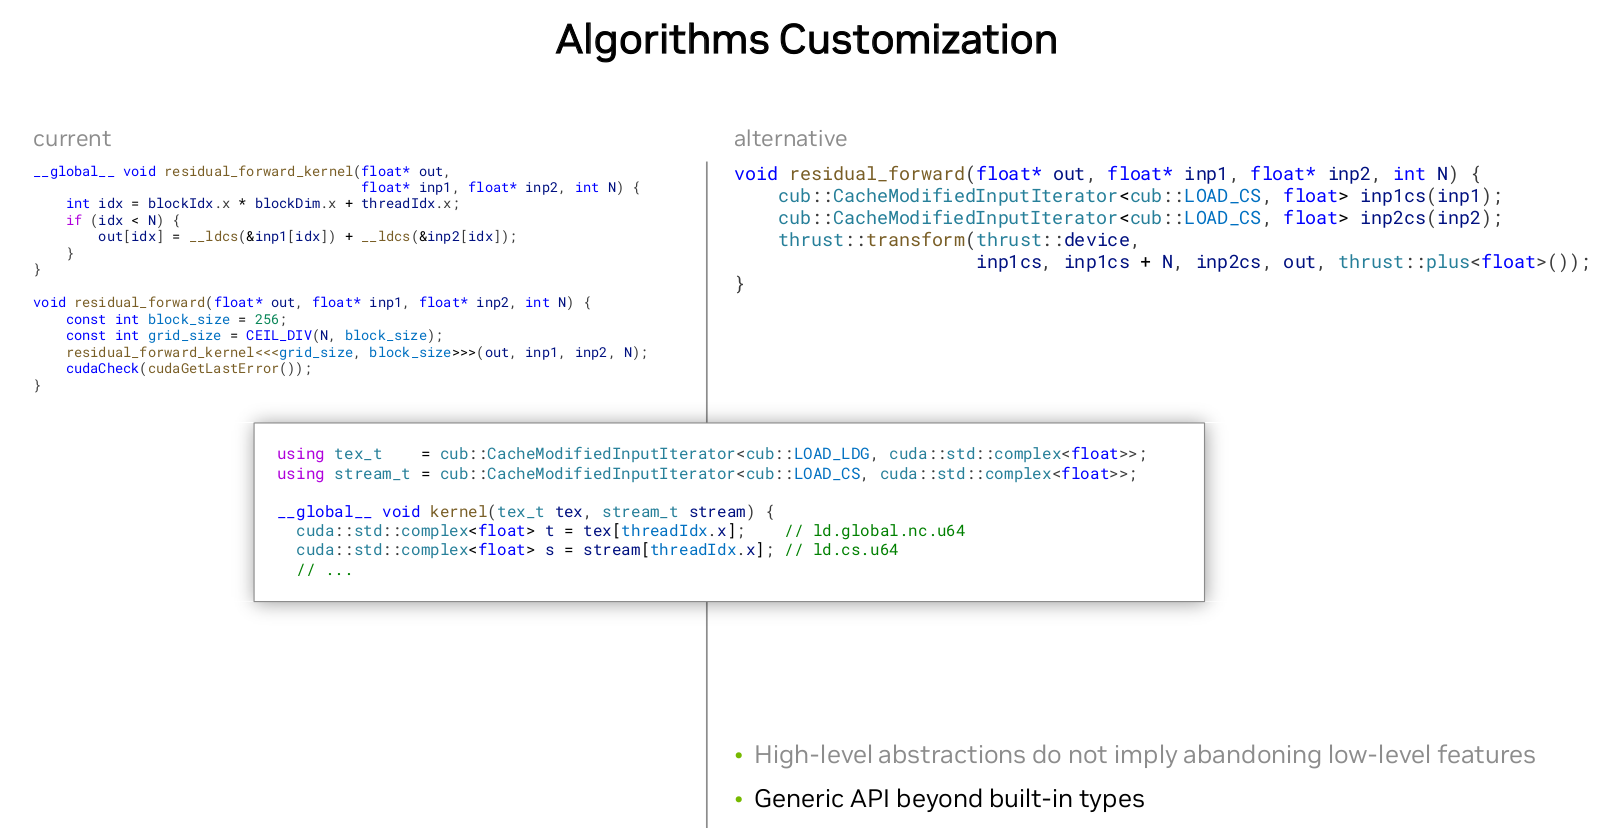 Algorithms Customization
current
__global__ void residual_forward_kernel(float* out,
                                        float* inp1, float* inp2, int N) {
    int idx = blockIdx.x * blockDim.x + threadIdx.x;
    if (idx < N) {
        out[idx] = __ldcs(&inp1[idx]) + __ldcs(&inp2[idx]);
    }
}
void residual_forward(float* out, float* inp1, float* inp2, int N) {
    const int block_size = 256;
    const int grid_size = CEIL_DIV(N, block_size);
    residual_forward_kernel<<<grid_size, block_size>>>(out, inp1, inp2, N);
    cudaCheck(cudaGetLastError());
}
alternative
void residual_forward(float* out, float* inp1, float* inp2, int N) {
    cub::CacheModifiedInputIterator<cub::LOAD_CS, float> inp1cs(inp1);
    cub::CacheModifiedInputIterator<cub::LOAD_CS, float> inp2cs(inp2);
    thrust::transform(thrust::device,
                      inp1cs, inp1cs + N, inp2cs, out, thrust::plus<float>());
}
using tex_t    = cub::CacheModifiedInputIterator<cub::LOAD_LDG, cuda::std::complex<float>>;
using stream_t = cub::CacheModifiedInputIterator<cub::LOAD_CS, cuda::std::complex<float>>;
__global__ void kernel(tex_t tex, stream_t stream) {
  cuda::std::complex<float> t = tex[threadIdx.x];    // ld.global.nc.u64
  cuda::std::complex<float> s = stream[threadIdx.x]; // ld.cs.u64
  // ...
• High-level abstractions do not imply abandoning low-level features
• Generic API beyond built-in types